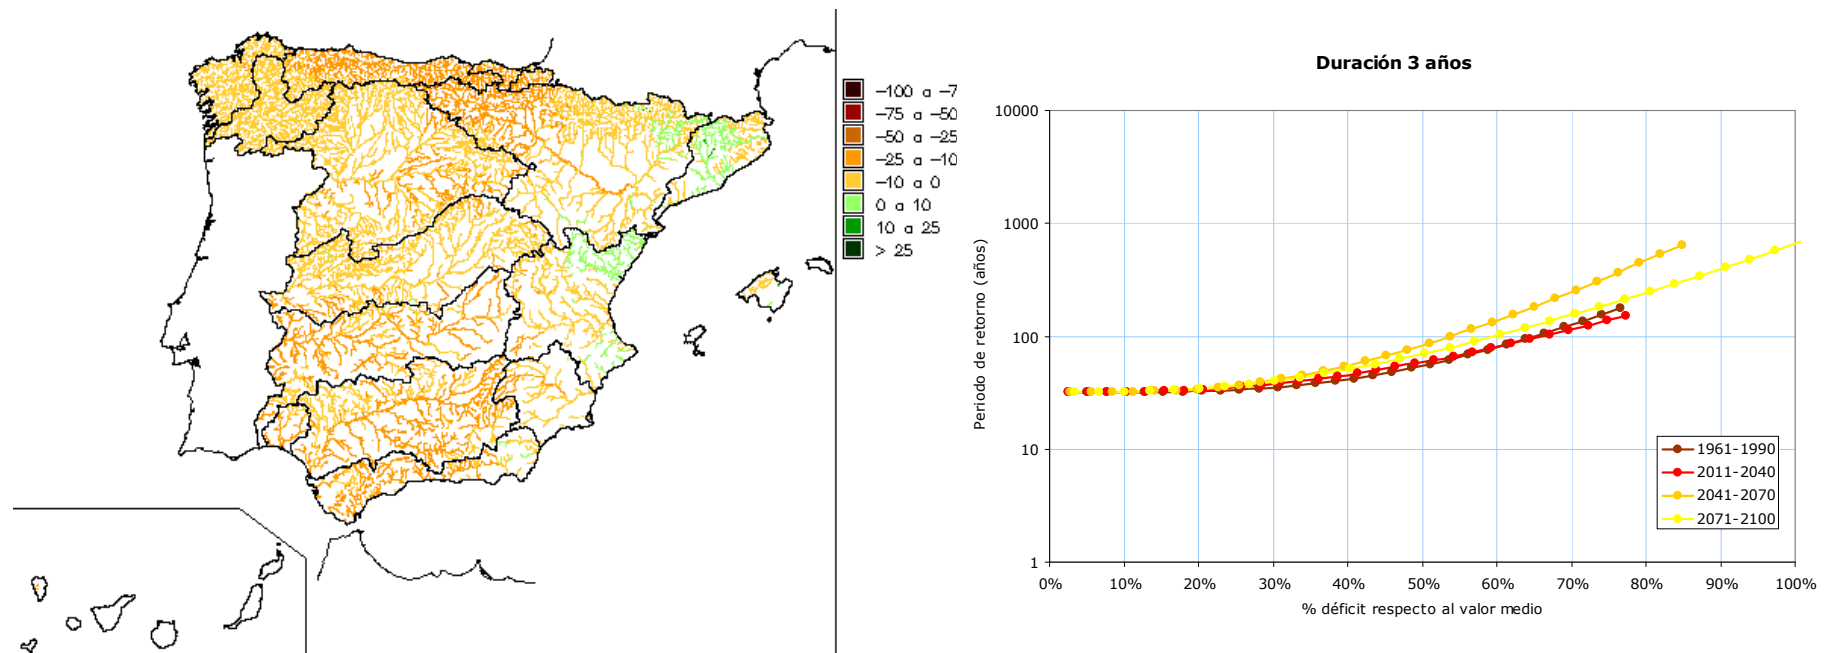 −100 a −7
−75 a −50
−50 a −25
−25 a −10
−10 a 0
0 a 10
10 a 25
> 25
Duración 3 años
Periodo de retorno (años)
10000
1000
100
10
1
1961-1990
2011-2040
2041-2070
2071-2100
0% 10% 20% 30% 40% 50% 60% 70% 80% 90% 100%
% déficit respecto al valor medio